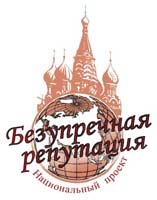 Безупречная
репутация
Национальный проект